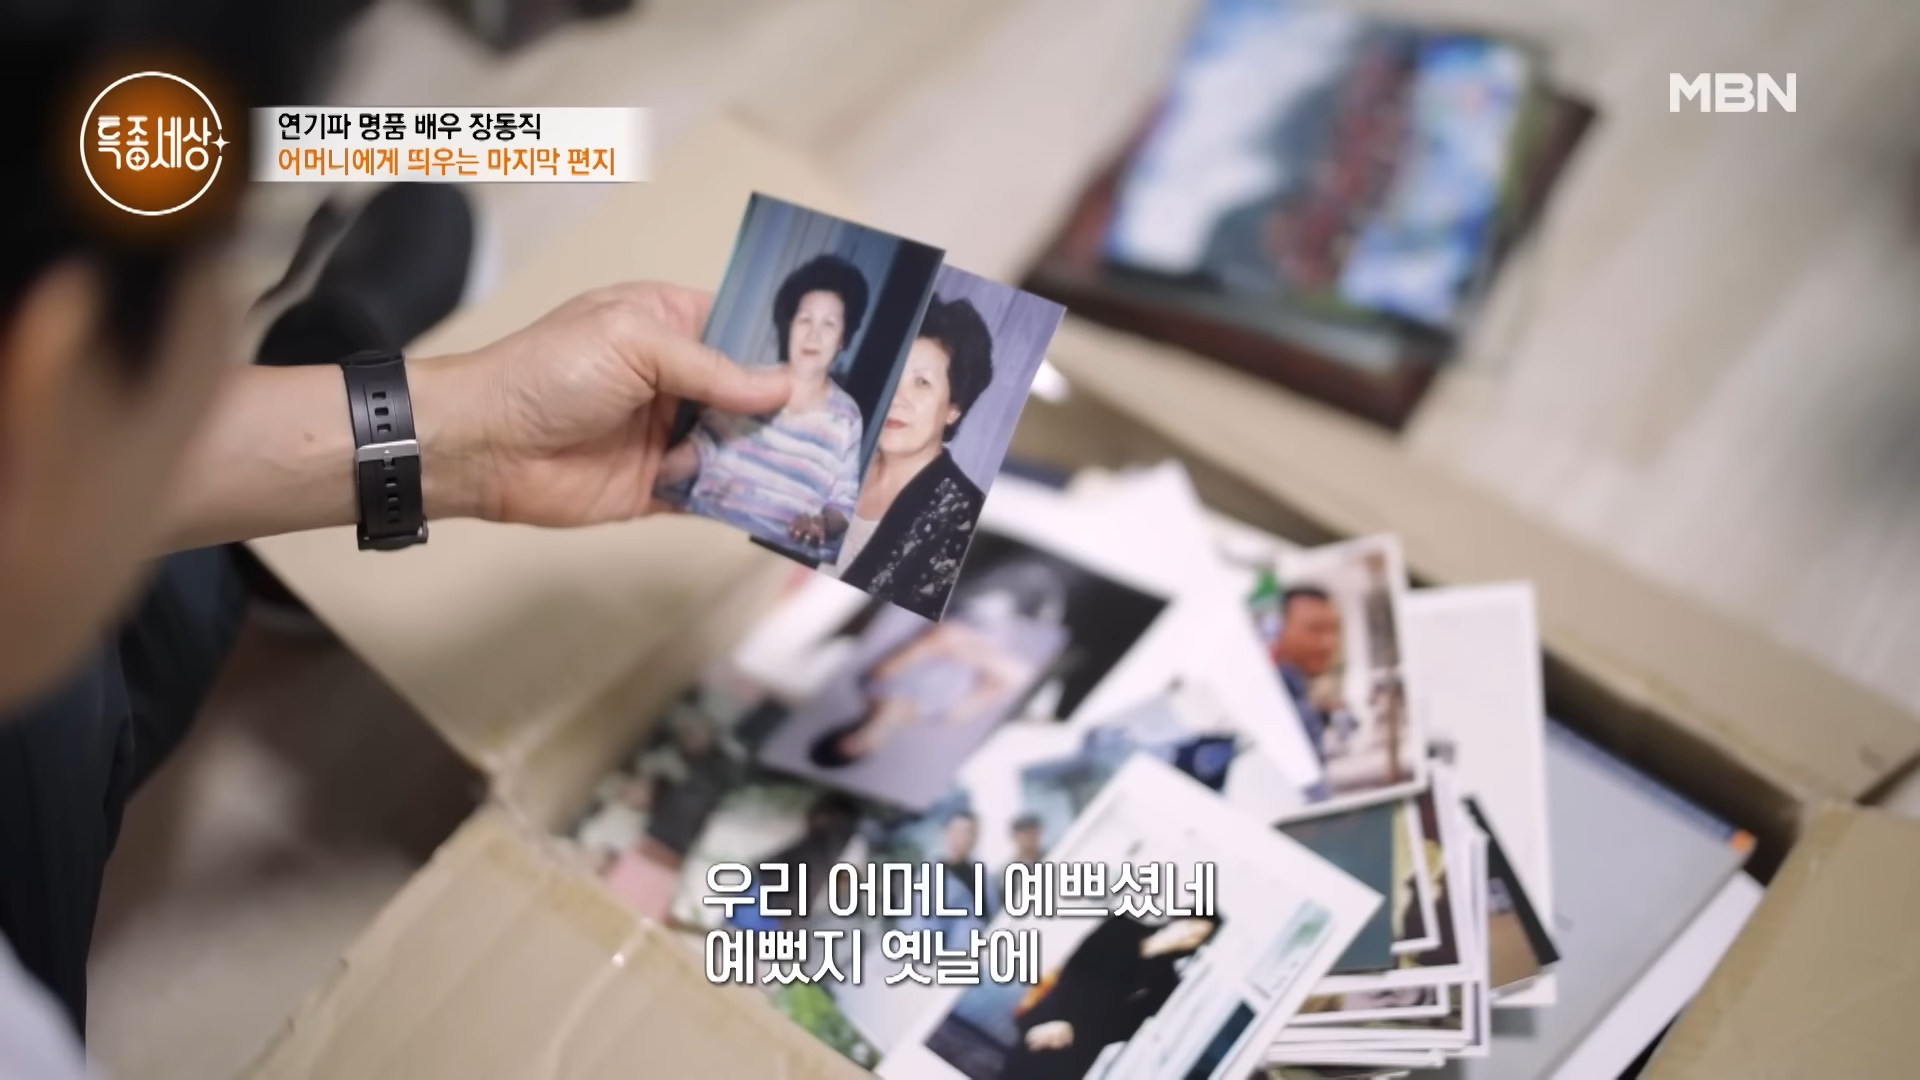 특종세상
연기파 명품 배우 장동직
어머니에게 띄우는 마지막 편지
MBN
우리 어머니 예쁘셨네
예뻤지 옛날에